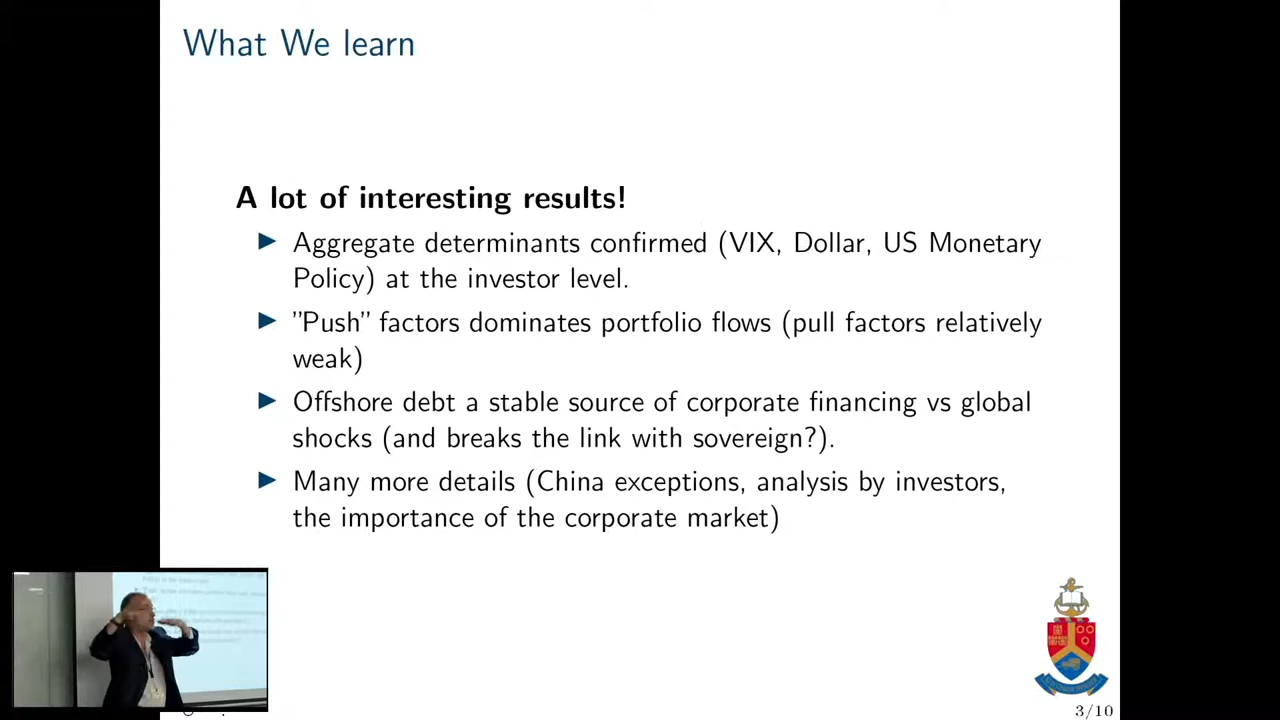 What We learn
A lot of interesting results!
Aggregate determinants confirmed (VIX, Dollar, US Monetary
Policy) at the investor level.
”Push” factors dominates portfolio flows (pull factors relatively
weak)
Offshore debt a stable source of corporate financing vs global
shocks (and breaks the link with sovereign?).
Many more details (China exceptions, analysis by investors,
the importance of the corporate market)
3/10